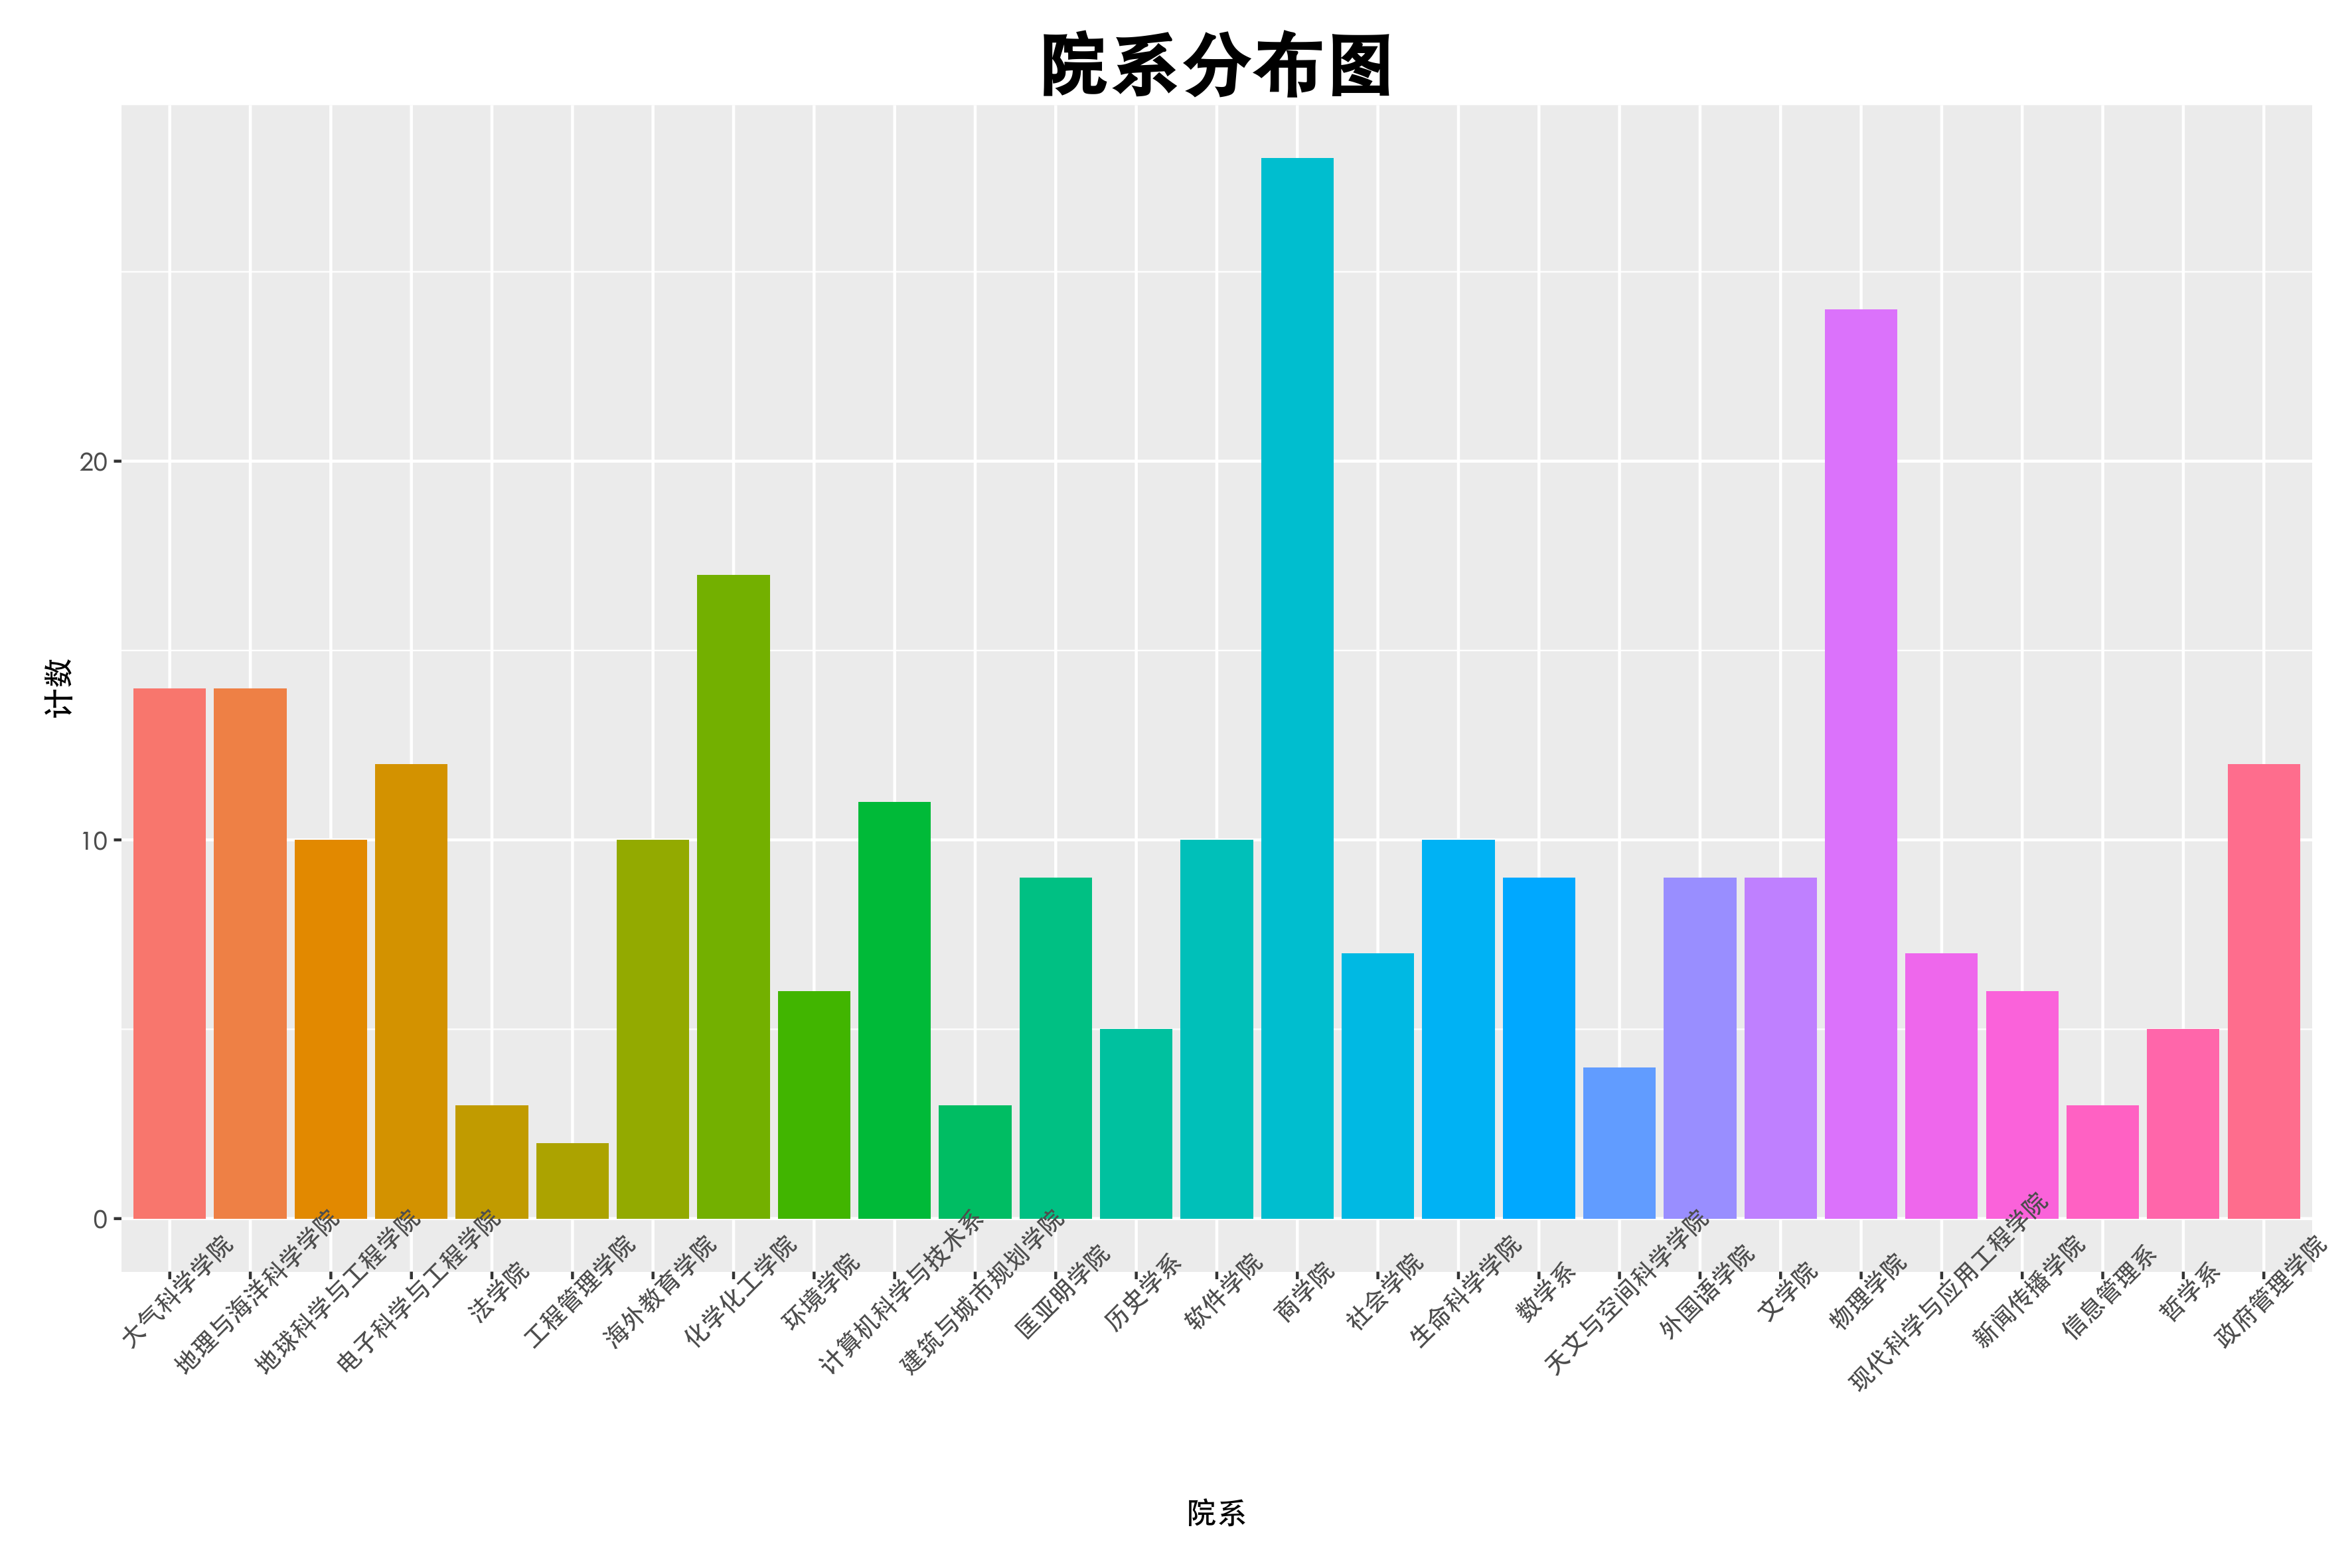 院系分布图
计数
20
10
0
大气科学学院
地理与海洋科学学院
地球科学与工程学院
电子科学与工程学院
法学院
工程管理学院
海外教育学院
化学化工学院
环境学院
计算机科学与技术系
建筑与城市规划学院
匡亚明学院
历史学系
软件学院
商学院
社会学院
生命科学学院
数学系
天文与空间科学学院
外国语学院
文学院
物理学院
现代科学与应用工程学院
新闻传播学院
信息管理系
哲学系
政府管理学院
院系